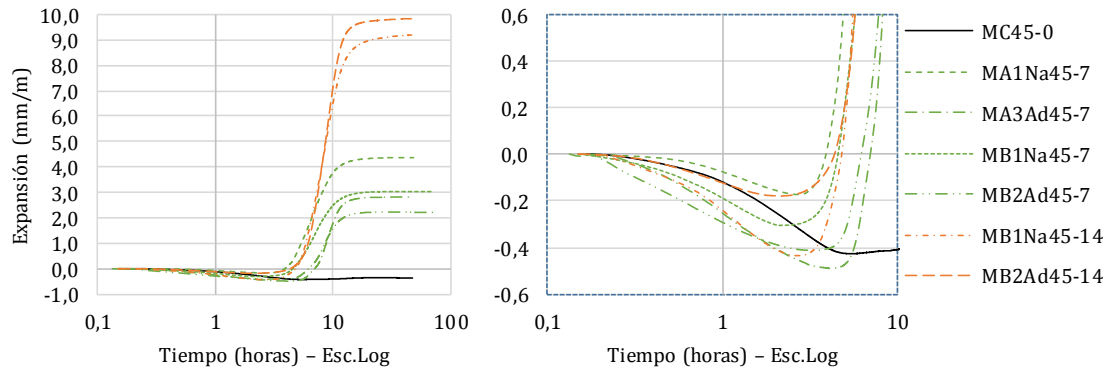 Expansión (mm/m)
10,0
9,0
8,0
7,0
6,0
5,0
4,0
3,0
2,0
1,0
0,0
-1,0
0,1
1
10
100
Tiempo (horas) – Esc.Log
0,6
0,4
0,2
0,0
-0,2
-0,4
-0,6
0,1
1
10
Tiempo (horas) – Esc.Log
MC45-0
MA1Na45-7
MA3Ad45-7
MB1Na45-7
MB2Ad45-7
MB1Na45-14
MB2Ad45-14